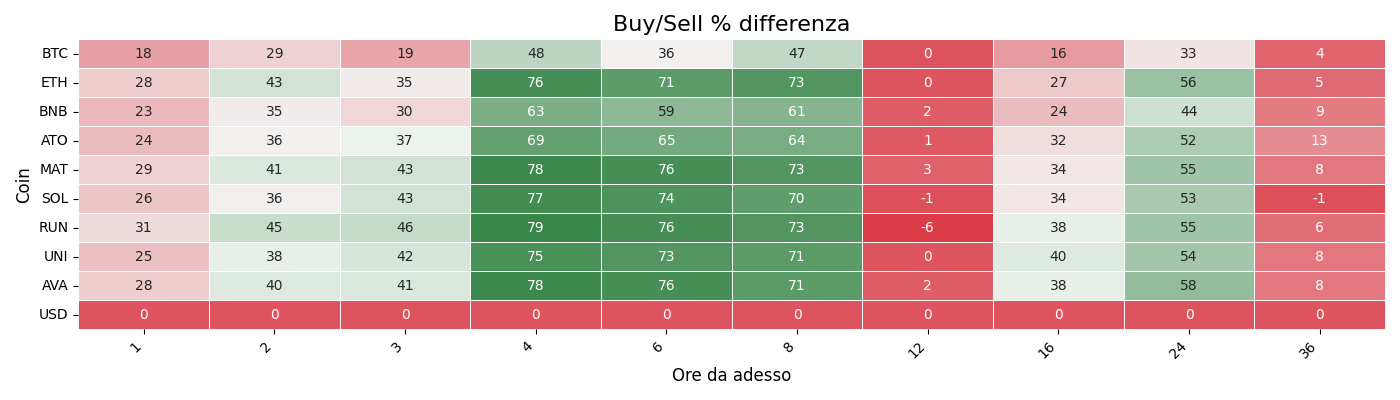 Buy/Sell % differenza
BTC 18 29 19 48 36 47 0 16 33 4
ETH 28 43 35 76 71 73 0 27 56 5
BNB 23 35 30 63 59 61 2 24 44 9
ATO 24 36 37 69 65 64 1 32 52 13
MAT 29 41 43 78 76 73 3 34 55 8
SOL 26 36 43 77 74 70 -1 34 53 -1
RUN 31 45 46 79 76 73 -6 38 55 6
UNI 25 38 42 75 73 71 0 40 54 8
AVA 28 40 41 78 76 71 2 38 58 8
USD 0 0 0 0 0 0 0 0 0 0
Coin
1 2 3 4 6 8 12 16 24 36
Ore da adesso